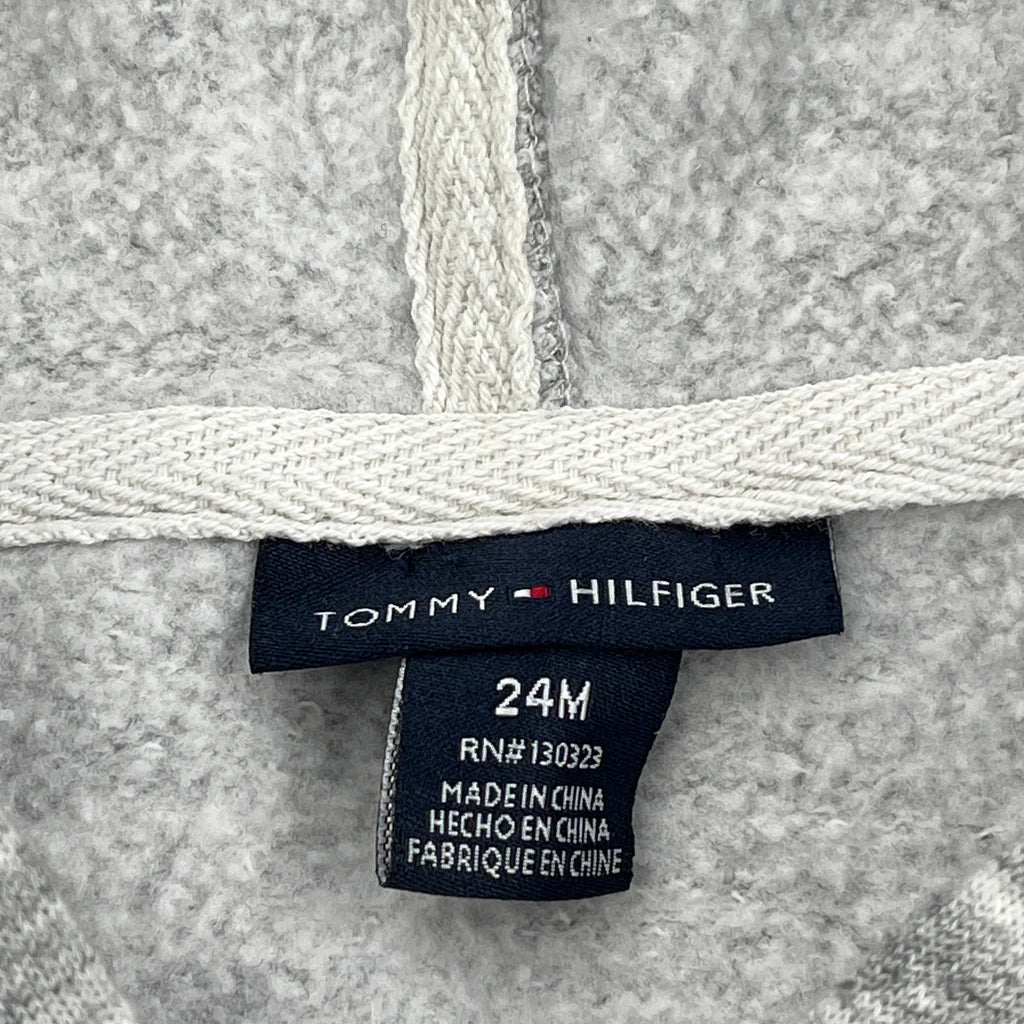 TOMMY HILFIGER
24M
RN# 130323
MADE IN CHINA
HECHO EN CHINA
FABRIQUE EN CHINE